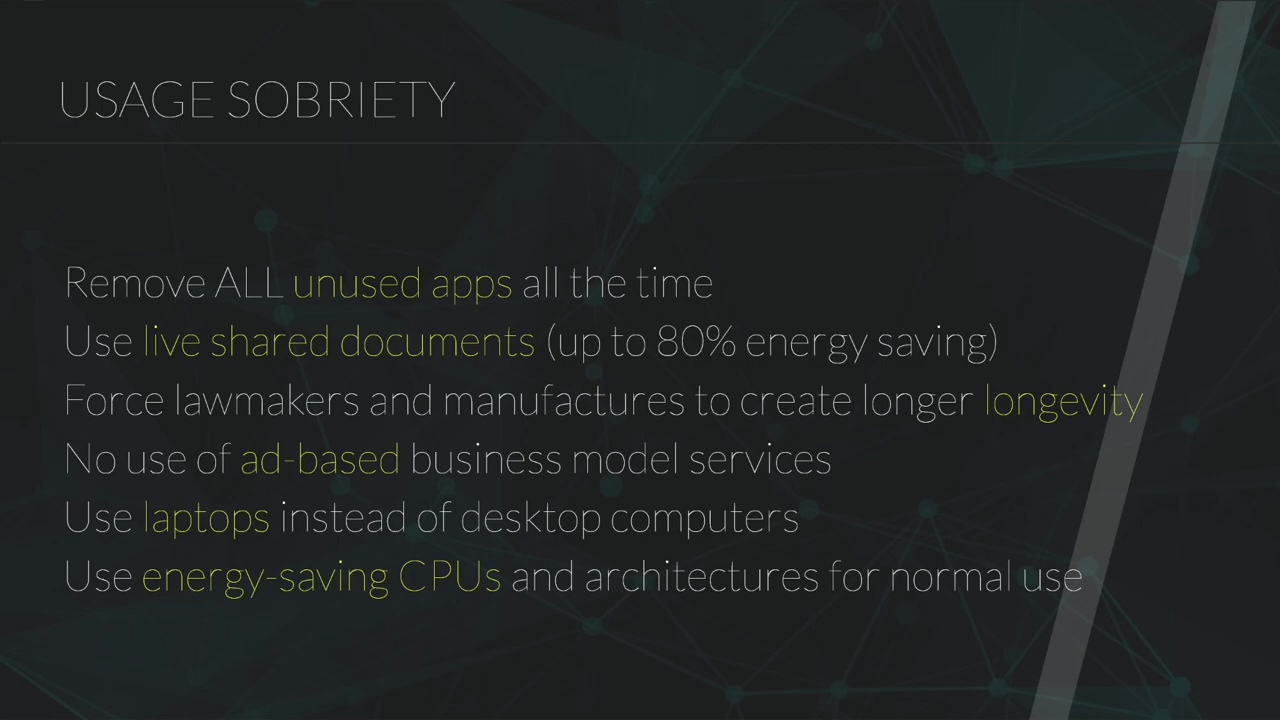 USAGE SOBRIETY
Remove ALL unused apps all the time
Use live shared documents (up to 80% energy saving)
Force lawmakers and manufactures to create longer longevity
No use of ad-based business model services
Use laptops instead of desktop computers
Use energy-saving CPUs and architectures for normal use